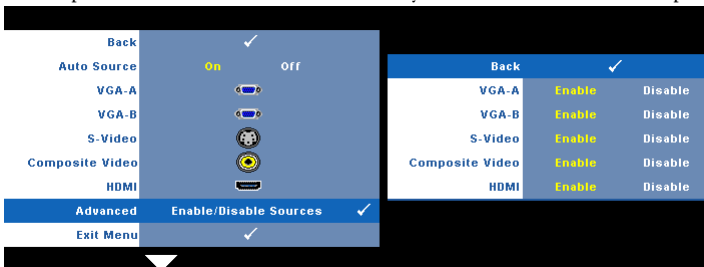 Back
Auto Source On Off
VGA-A
VGA-B
S-Video
Composite Video
HDMI
Advanced Enable/Disable Sources
Exit Menu
Back
VGA-A Enable Disable
VGA-B Enable Disable
S-Video Enable Disable
Composite Video Enable Disable
HDMI Enable Disable